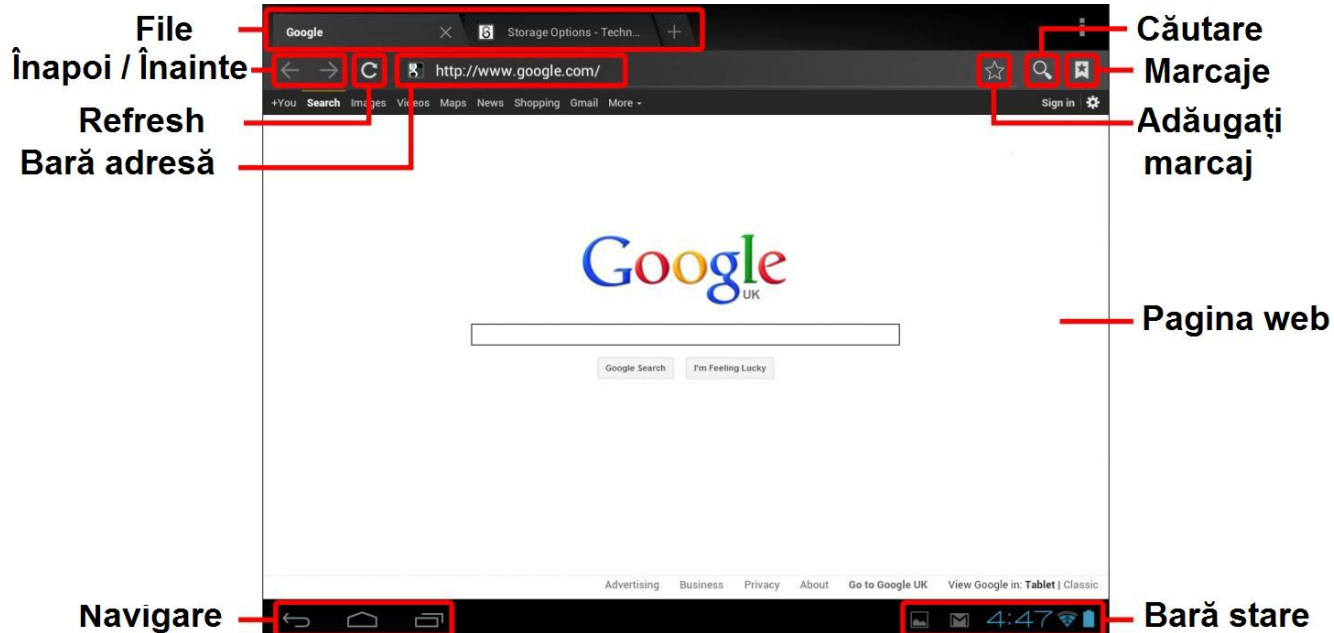 File
Google
Storage Options - Techn...
Căutare
Înapoi / Înainte
http://www.google.com/
Marcaje
+You Search Images Videos Maps News Shopping Gmail More
Sign in
Refresh
Adăugați
marcaj
Bară adresă
Google
UK
Pagina web
Google Search
I'm Feeling Lucky
Advertising Business Privacy About Go to Google UK View Google in: Tablet | Classic
Navigare
4:47
Bară stare